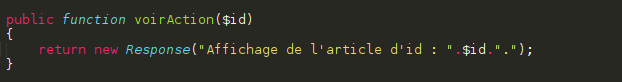 public function voirAction($id)
{
return new Response("Affichage de l'article d'id : ".$id.".");
}